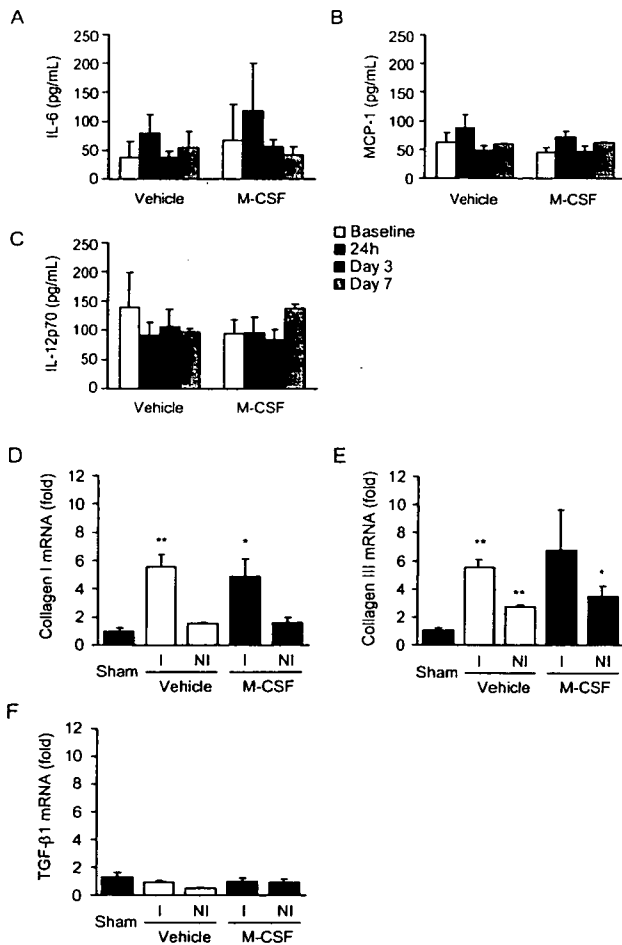 A
IL-6 (pg/mL)
250
200
150
100
50
0
Vehicle
M-CSF
B
MCP-1 (pg/mL)
250
200
150
100
50
0
Vehicle
M-CSF
C
IL-12p70 (pg/mL)
250
200
150
100
50
0
Vehicle
M-CSF
Baseline
24h
Day 3
Day 7
D
Collagen I mRNA (fold)
12
10
8
6
4
2
0
**
*
Sham
I
NI
I
NI
Vehicle
M-CSF
E
Collagen III mRNA (fold)
12
10
8
6
4
2
0
**
**
*
Sham
I
NI
I
NI
Vehicle
M-CSF
F
TGF-β1 mRNA (fold)
12
10
8
6
4
2
0
Sham
I
NI
I
NI
Vehicle
M-CSF